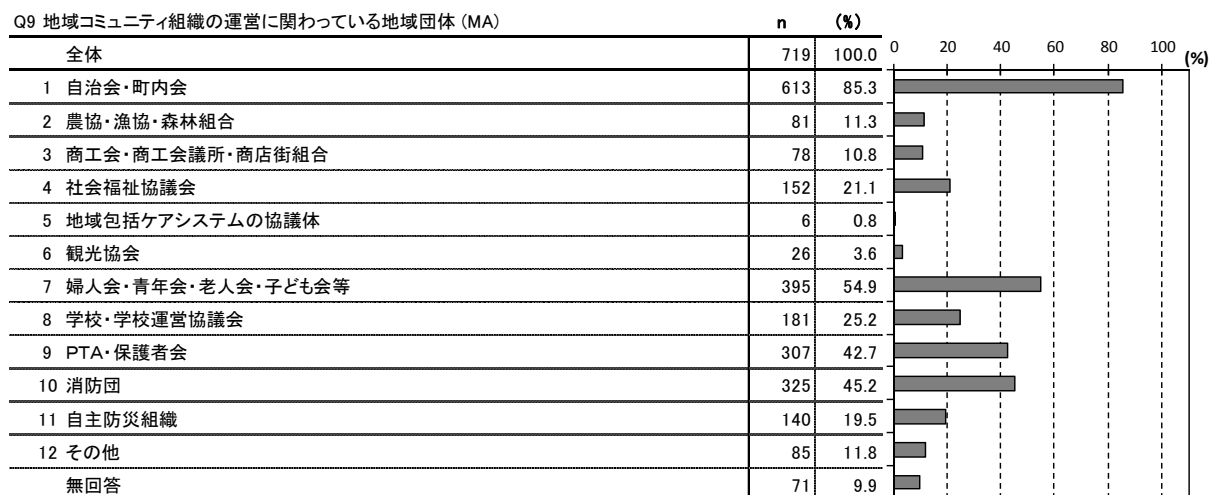 Q9 地域コミュニティ組織の運営に関わっている地域団体 (MA) n (%)
全体 719 100.0 0 20 40 60 80 100 (%)
1 自治会・町内会 613 85.3
2 農協・漁協・森林組合 81 11.3
3 商工会・商工会議所・商店街組合 78 10.8
4 社会福祉協議会 152 21.1
5 地域包括ケアシステムの協議体 6 0.8
6 観光協会 26 3.6
7 婦人会・青年会・老人会・子ども会等 395 54.9
8 学校・学校運営協議会 181 25.2
9 PTA・保護者会 307 42.7
10 消防団 325 45.2
11 自主防災組織 140 19.5
12 その他 85 11.8
無回答 71 9.9